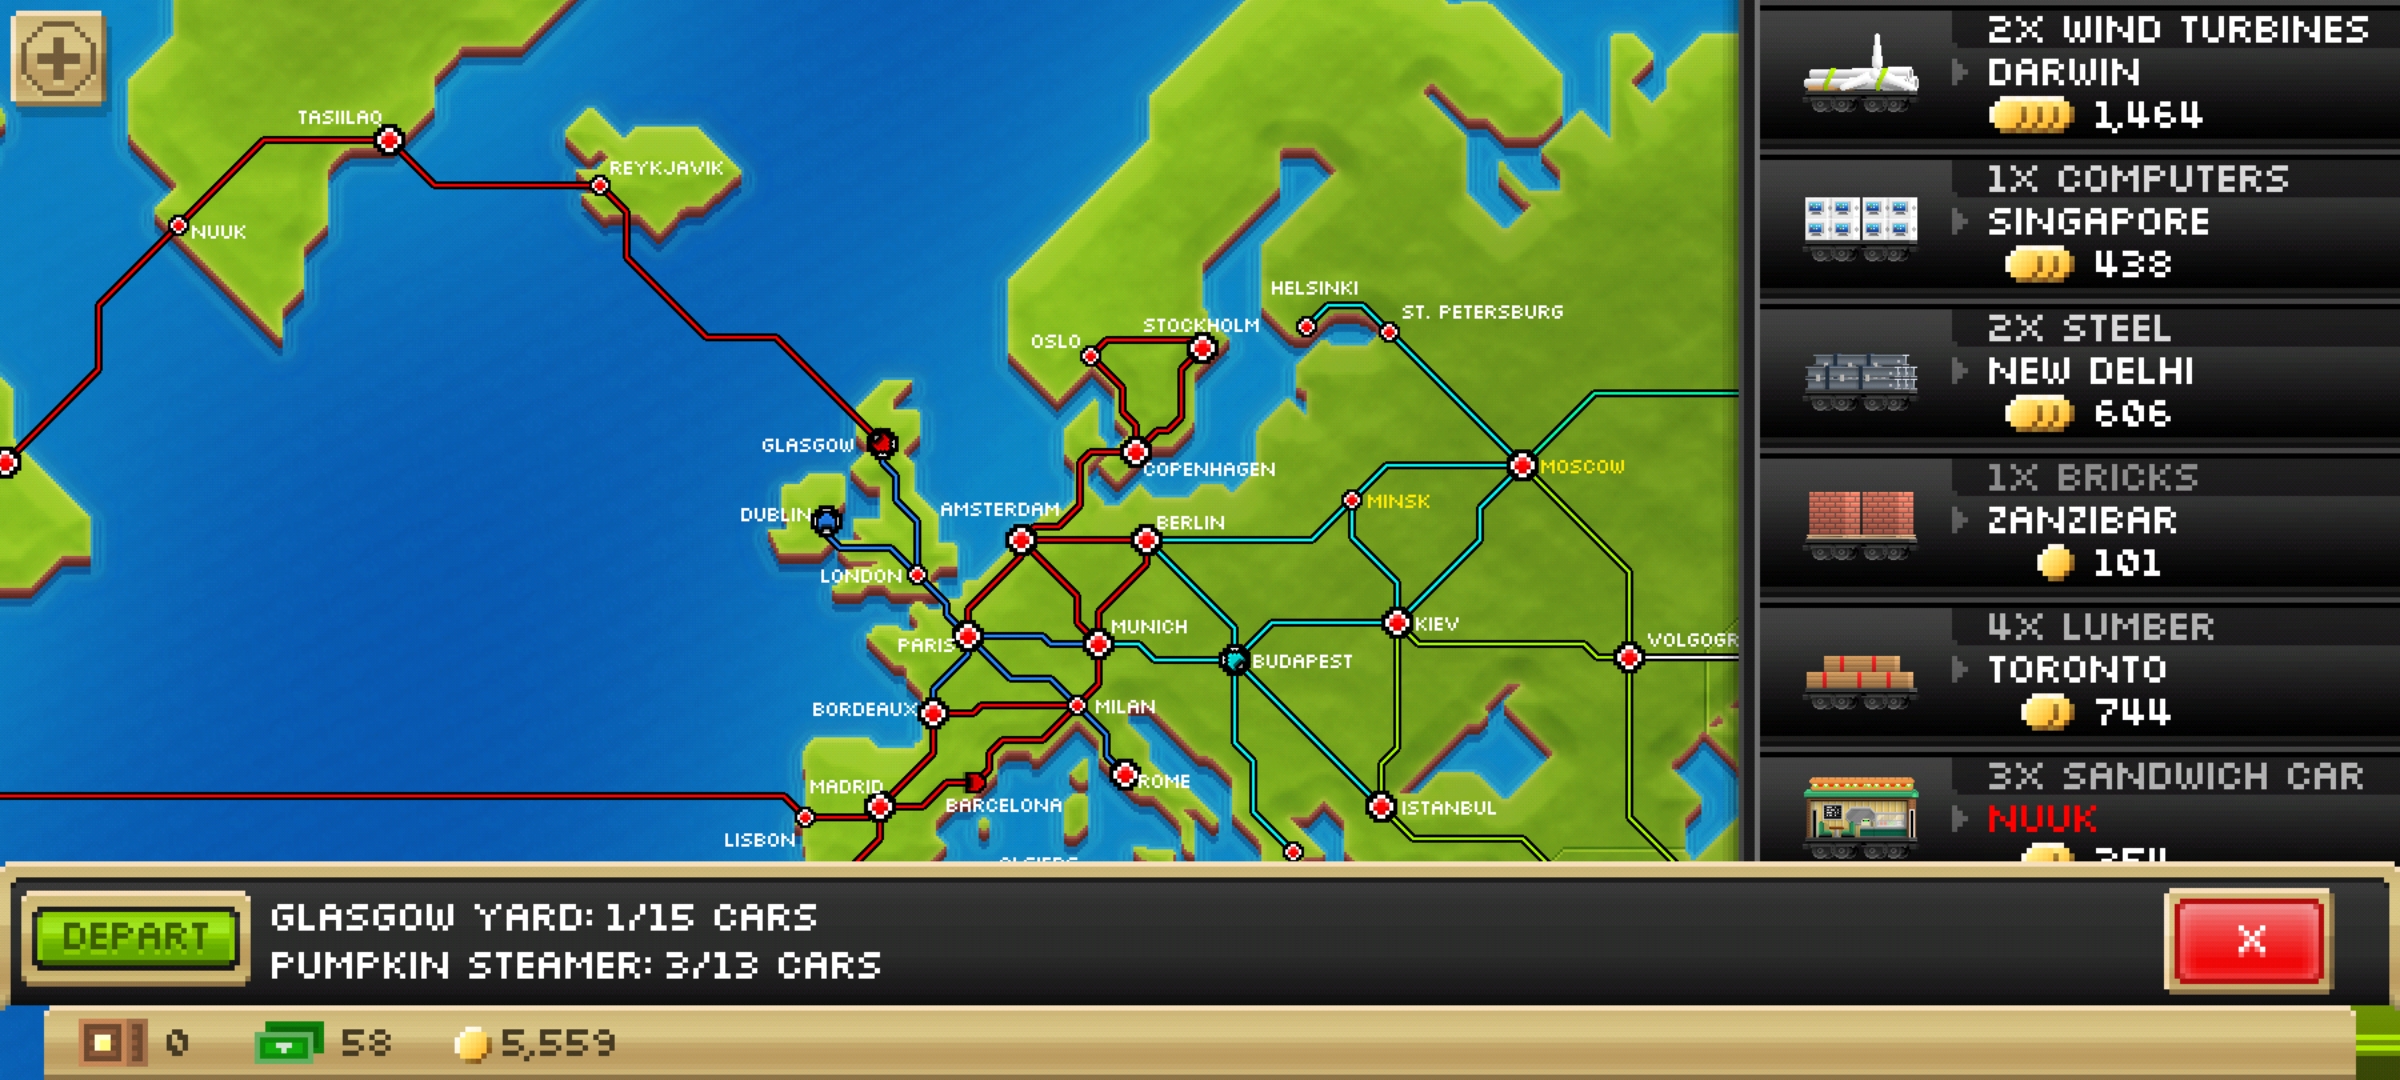 TASIILAQ
REYKJAVIK
NUUK
HELSINKI
ST. PETERSBURG
STOCKHOLM
OSLO
GLASGOW
COPENHAGEN
MOSCOW
MINSK
AMSTERDAM
BERLIN
DUBLIN
LONDON
MUNICH
KIEV
PARIS
VOLGOGR
BUDAPEST
BORDEAUX
MILAN
MADRID
ROME
BARCELONA
ISTANBUL
LISBON
2X WIND TURBINES
DARWIN
1,464
1X COMPUTERS
SINGAPORE
438
2X STEEL
NEW DELHI
606
1X BRICKS
ZANZIBAR
101
4X LUMBER
TORONTO
744
3X SANDWICH CAR
NUUK
DEPART
GLASGOW YARD: 1/15 CARS
PUMPKIN STEAMER: 3/13 CARS
X
0
58
5,559